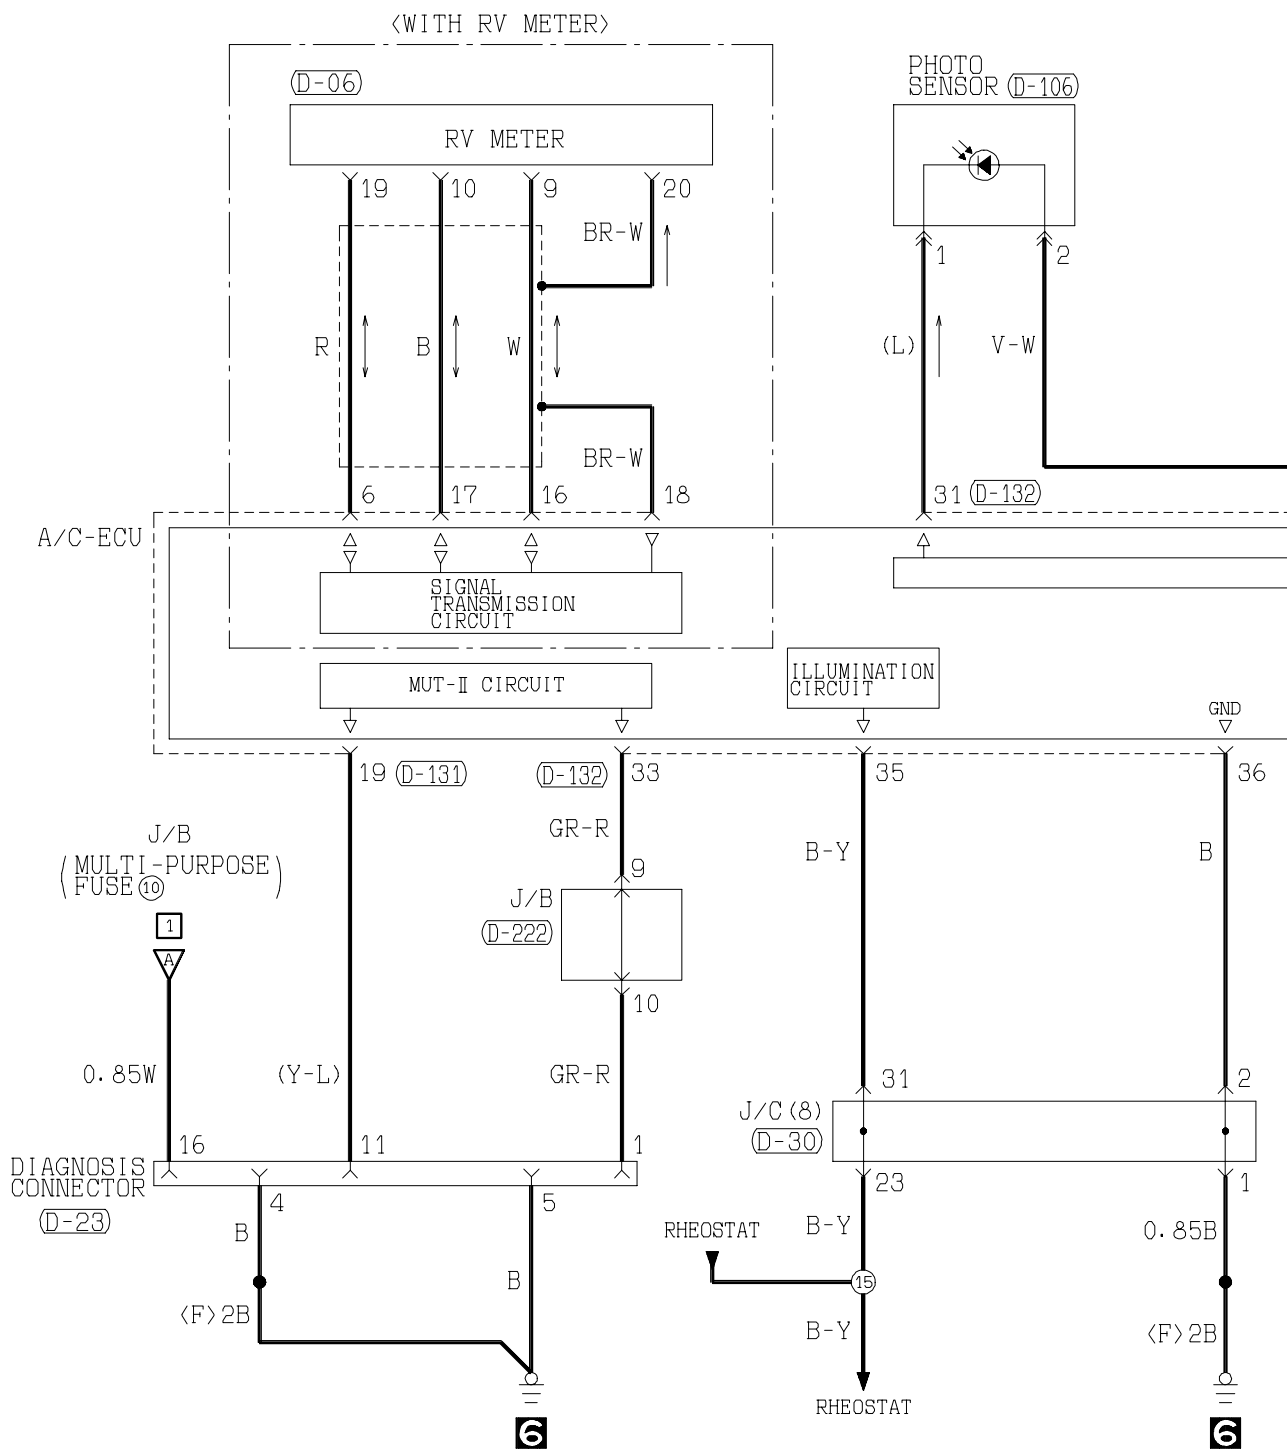 〈WITH RV METER〉
(D-06)
RV METER
PHOTO
SENSOR (D-106)
19
10
9
20
BR-W
1
2
R
B
W
(L)
V-W
BR-W
6
17
16
18
31 (D-132)
A/C-ECU
SIGNAL
TRANSMISSION
CIRCUIT
MUT-Ⅱ CIRCUIT
ILLUMINATION
CIRCUIT
GND
19 (D-131)
(D-132) 33
35
36
GR-R
J/B
(MULTI-PURPOSE
FUSE⑩)
B-Y
B
9
J/B
(D-222)
1
A
10
0.85W
(Y-L)
GR-R
31
2
J/C(8)
(D-30)
16
11
1
DIAGNOSIS
CONNECTOR
(D-23)
4
5
23
1
B
B
RHEOSTAT
B-Y
0.85B
15
〈F〉2B
B-Y
〈F〉2B
RHEOSTAT
6
6